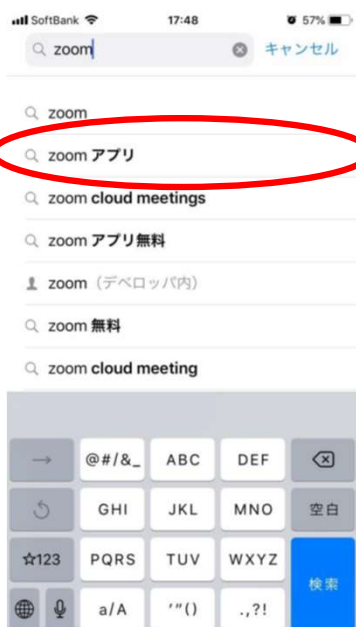 SoftBank 17:48 57%
zoom キャンセル
zoom
zoom アプリ
zoom cloud meetings
zoom アプリ無料
zoom（デベロッパ内）
zoom 無料
zoom cloud meeting
→ @#/&_ ABC DEF
GHI JKL MNO 空白
☆123 PQRS TUV WXYZ
検索
a/A ′″() .,?!